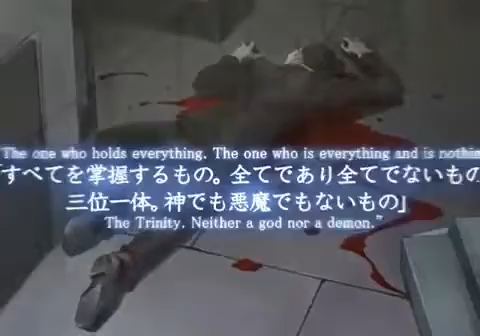 "The one who holds everything. The one who is everything and is nothin
「すべてを掌握するもの。全てであり全てでないもの
三位一体。神でも悪魔でもないもの」
The Trinity. Neither a god nor a demon."